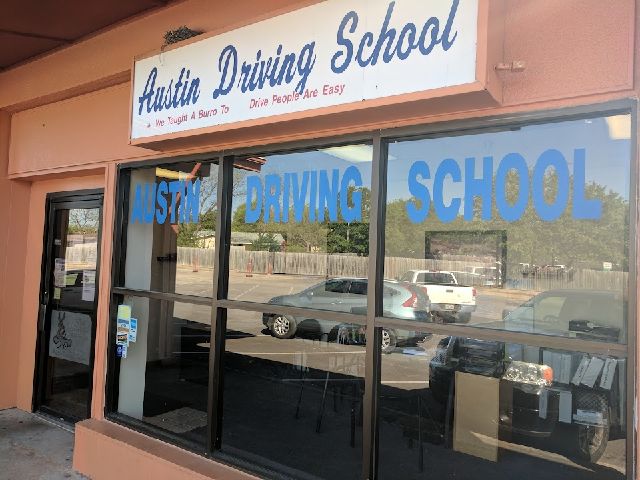 Austin Driving School
We Taught A Burro To Drive People Are Easy
AUSTIN DRIVING SCHOOL